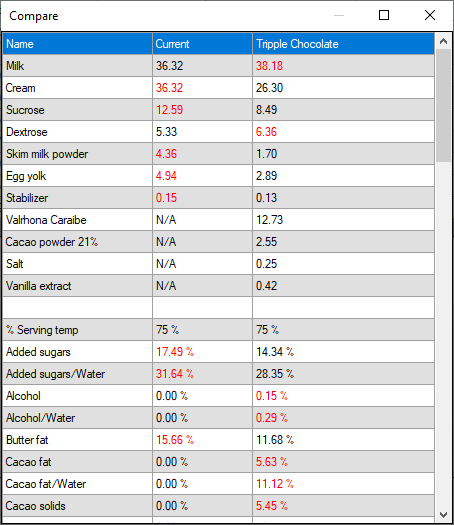 Compare
Name Current Tripple Chocolate
Milk 36.32 38.18
Cream 36.32 26.30
Sucrose 12.59 8.49
Dextrose 5.33 6.36
Skim milk powder 4.36 1.70
Egg yolk 4.94 2.89
Stabilizer 0.15 0.13
Valrhona Caraibe N/A 12.73
Cacao powder 21% N/A 2.55
Salt N/A 0.25
Vanilla extract N/A 0.42
% Serving temp 75 % 75 %
Added sugars 17.49 % 14.34 %
Added sugars/Water 31.64 % 28.35 %
Alcohol 0.00 % 0.15 %
Alcohol/Water 0.00 % 0.29 %
Butter fat 15.66 % 11.68 %
Cacao fat 0.00 % 5.63 %
Cacao fat/Water 0.00 % 11.12 %
Cacao solids 0.00 % 5.45 %